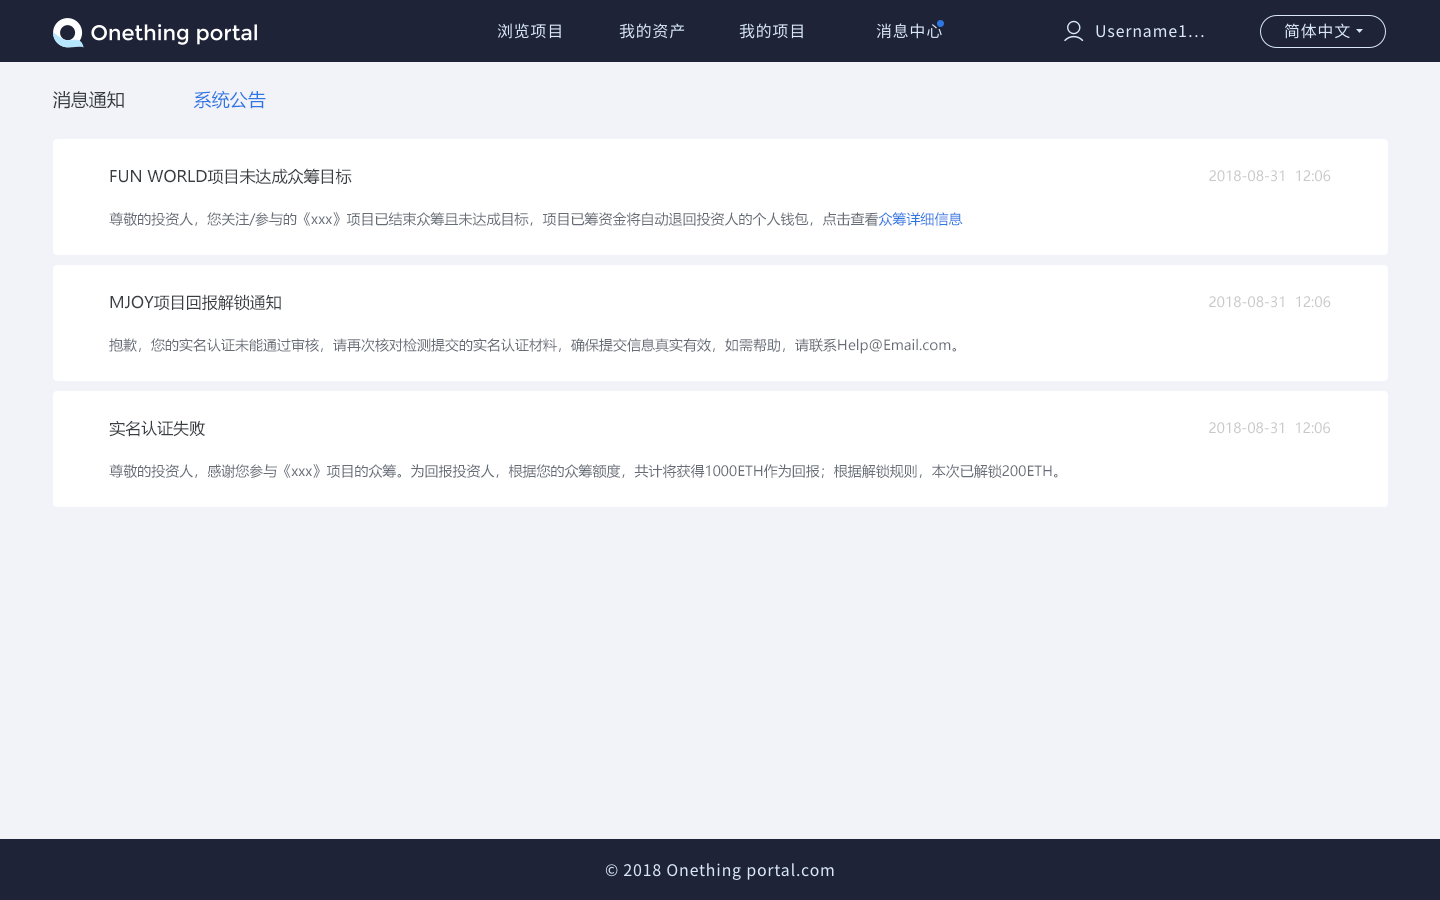 Onething portal
浏览项目
我的资产
我的项目
消息中心
Username1...
简体中文
消息通知
系统公告
FUN WORLD项目未达成众筹目标
2018-08-31 12:06
尊敬的投资人，您关注/参与的《xxx》项目已结束众筹且未达成目标，项目已筹资金将自动退回投资人的个人钱包，点击查看众筹详细信息
MJOY项目回报解锁通知
2018-08-31 12:06
抱歉，您的实名认证未能通过审核，请再次核对检测提交的实名认证材料，确保提交信息真实有效，如需帮助，请联系Help@Email.com。
实名认证失败
2018-08-31 12:06
尊敬的投资人，感谢您参与《xxx》项目的众筹。为回报投资人，根据您的众筹额度，共计将获得1000ETH作为回报；根据解锁规则，本次已解锁200ETH。
© 2018 Onething portal.com